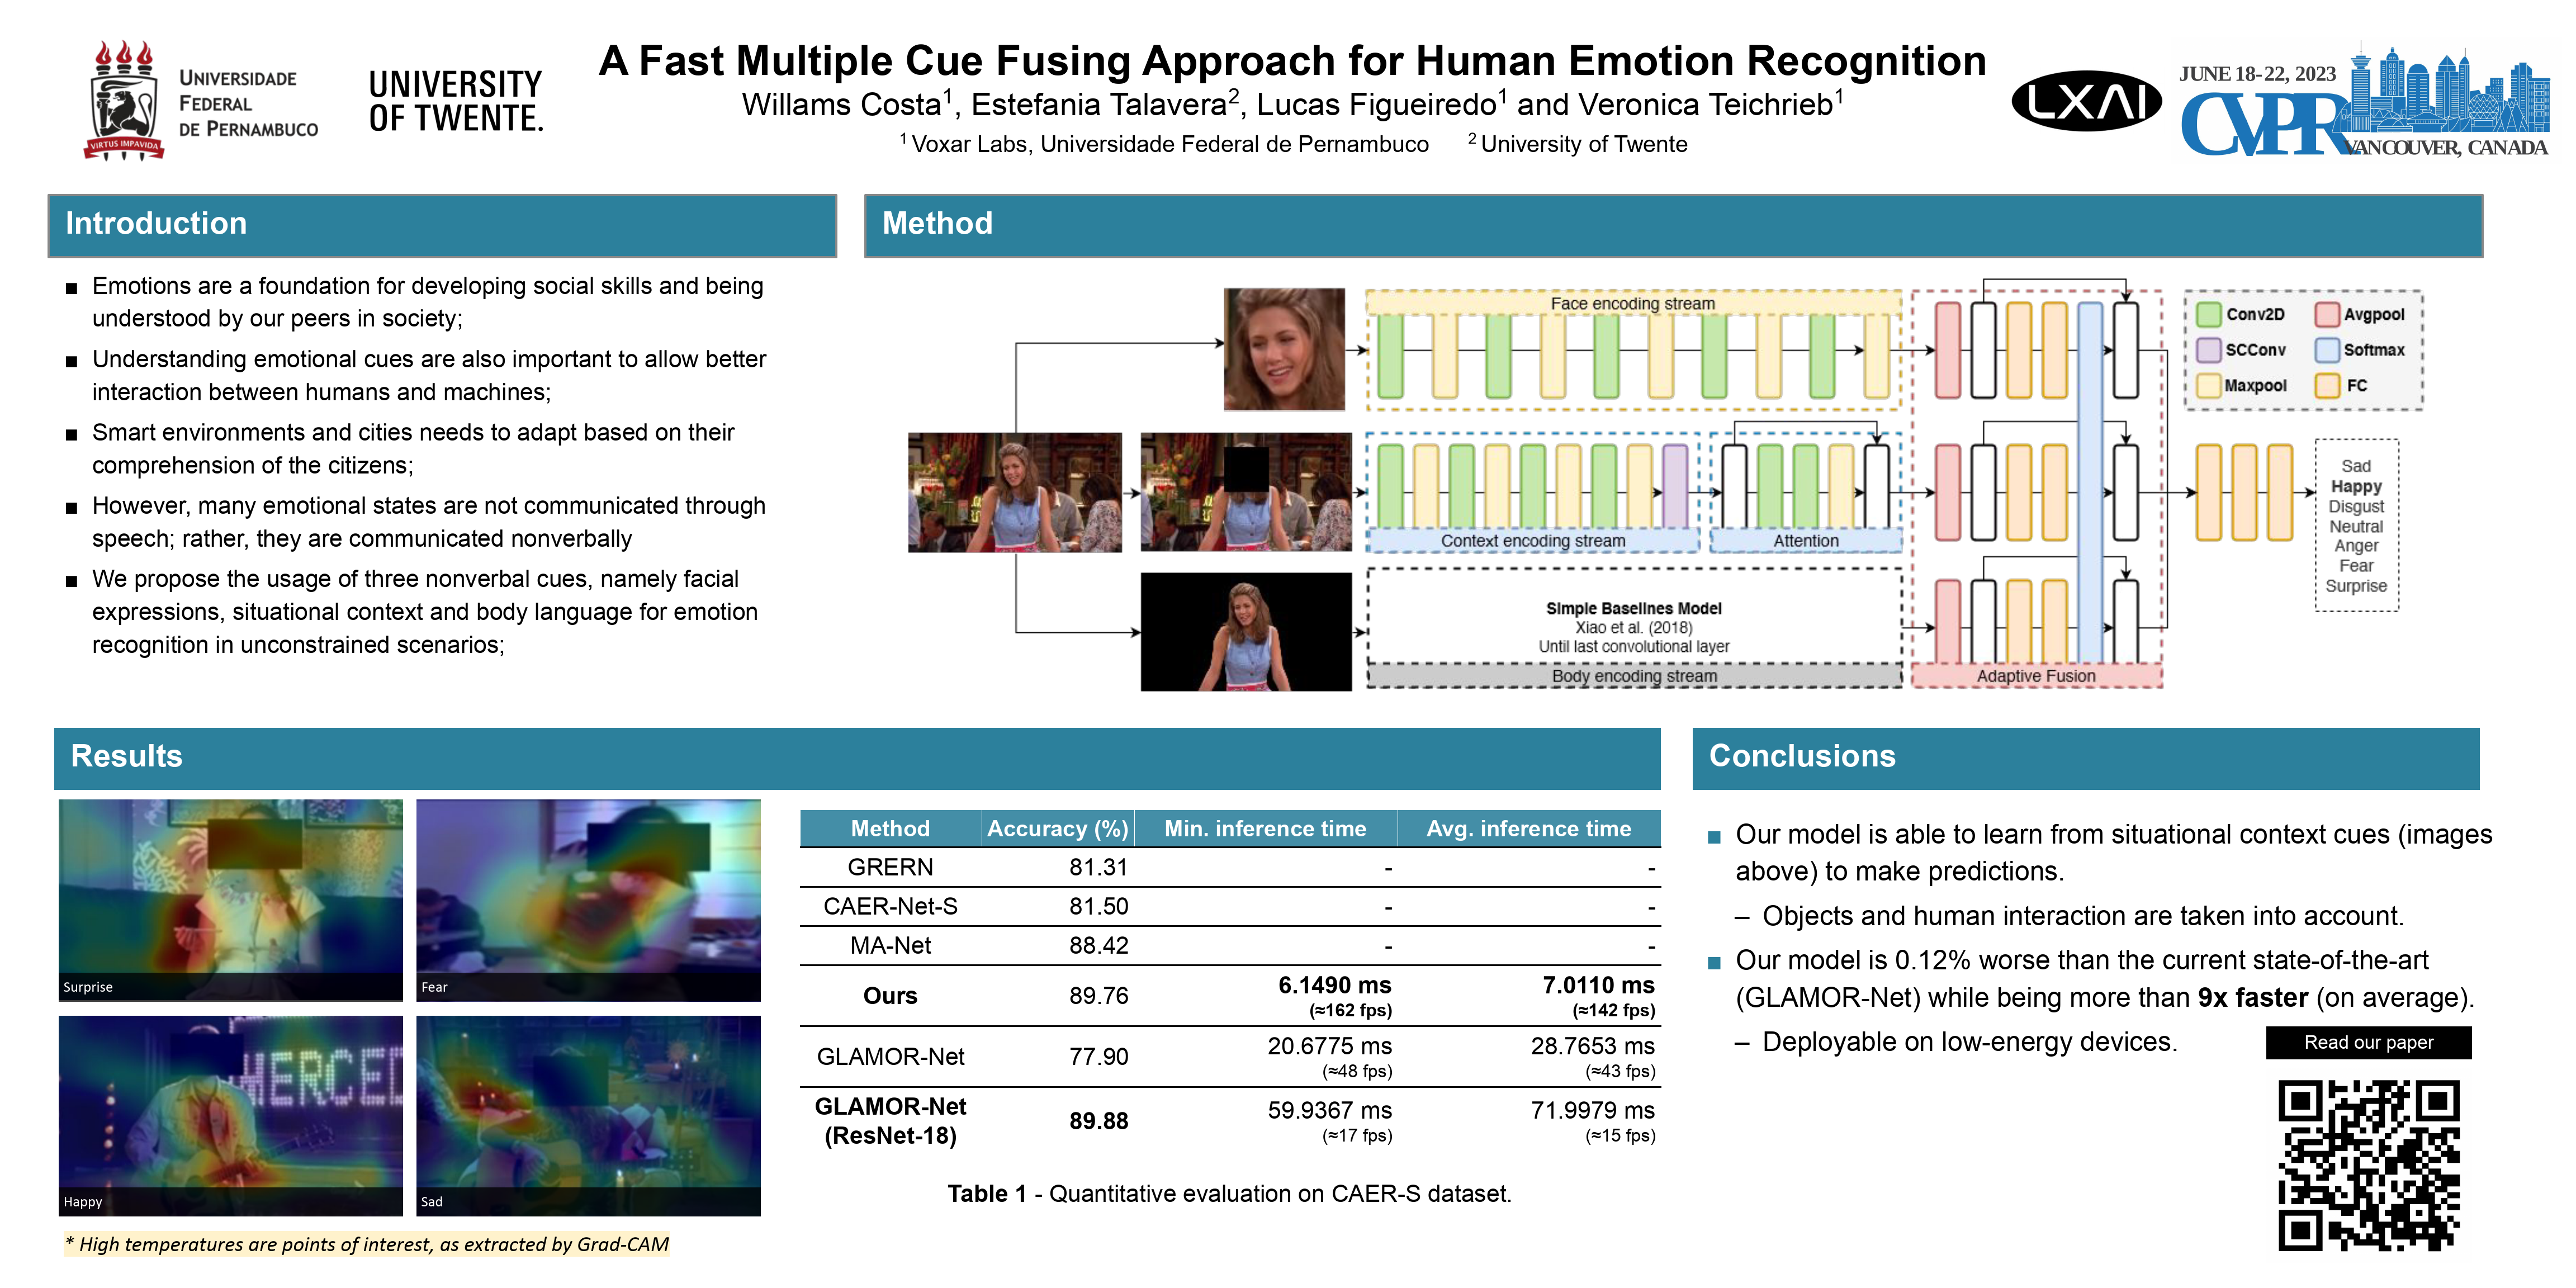 VIRTUS IMPAVIDA
UNIVERSIDADE
FEDERAL
DE PERNAMBUCO
UNIVERSITY
OF TWENTE.
A Fast Multiple Cue Fusing Approach for Human Emotion Recognition
Willams Costa¹, Estefania Talavera², Lucas Figueiredo¹ and Veronica Teichrieb¹
¹ Voxar Labs, Universidade Federal de Pernambuco ² University of Twente
LXAI
JUNE 18-22, 2023
CVPR
VANCOUVER, CANADA
Introduction
■ Emotions are a foundation for developing social skills and being
understood by our peers in society;
■ Understanding emotional cues are also important to allow better
interaction between humans and machines;
■ Smart environments and cities needs to adapt based on their
comprehension of the citizens;
■ However, many emotional states are not communicated through
speech; rather, they are communicated nonverbally
■ We propose the usage of three nonverbal cues, namely facial
expressions, situational context and body language for emotion
recognition in unconstrained scenarios;
Method
Face encoding stream
Context encoding stream
Attention
Simple Baselines Model
Xiao et al. (2018)
Until last convolutional layer
Body encoding stream
Adaptive Fusion
Conv2D Avgpool
SCConv Softmax
Maxpool FC
Sad
Happy
Disgust
Neutral
Anger
Fear
Surprise
Results
Surprise
Fear
HERCED
Happy
Sad
* High temperatures are points of interest, as extracted by Grad-CAM
Method Accuracy (%) Min. inference time Avg. inference time
GRERN 81.31 - -
CAER-Net-S 81.50 - -
MA-Net 88.42 - -
Ours 89.76 6.1490 ms 7.0110 ms
(≈162 fps) (≈142 fps)
GLAMOR-Net 77.90 20.6775 ms 28.7653 ms
(≈48 fps) (≈43 fps)
GLAMOR-Net
(ResNet-18) 89.88 59.9367 ms 71.9979 ms
(≈17 fps) (≈15 fps)
Table 1 - Quantitative evaluation on CAER-S dataset.
Conclusions
■ Our model is able to learn from situational context cues (images
above) to make predictions.
– Objects and human interaction are taken into account.
■ Our model is 0.12% worse than the current state-of-the-art
(GLAMOR-Net) while being more than 9x faster (on average).
– Deployable on low-energy devices.
Read our paper